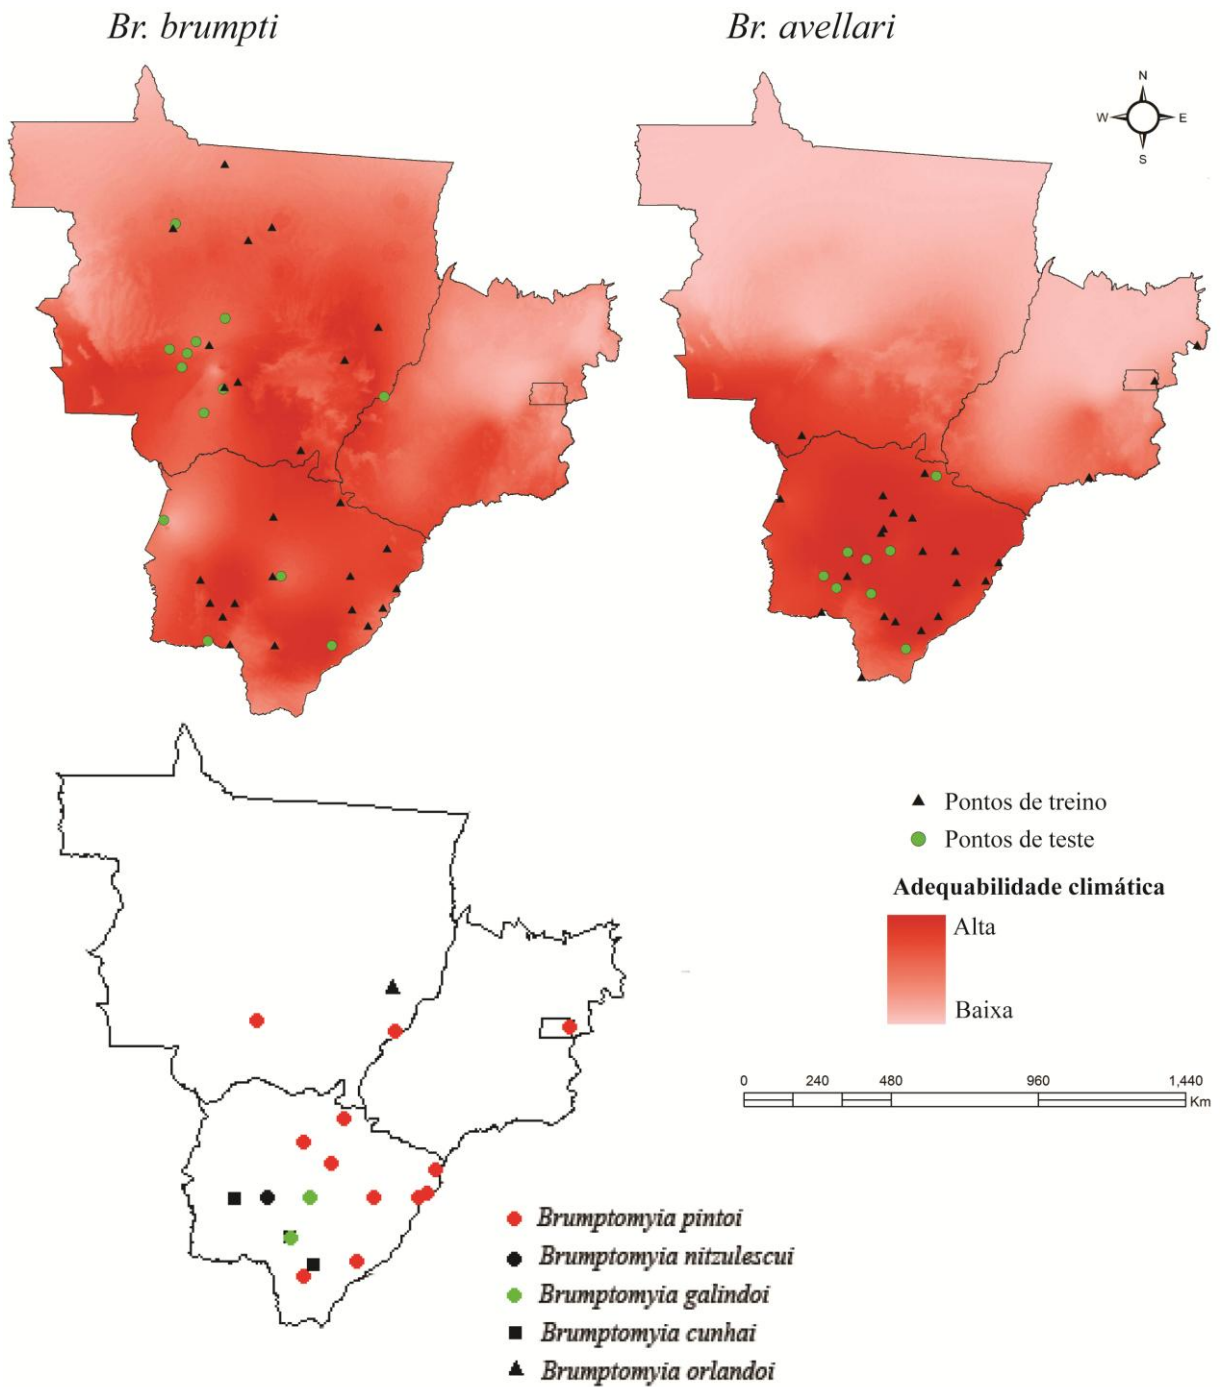 Br. brumpti
Br. avellari
N
W E
S
Pontos de treino
Pontos de teste
Adequabilidade climática
Alta
Baixa
0 240 480 960 1,440
Km
Brumptomyia pintoi
Brumptomyia nitzulescui
Brumptomyia galindoi
Brumptomyia cunhai
Brumptomyia orlandoi